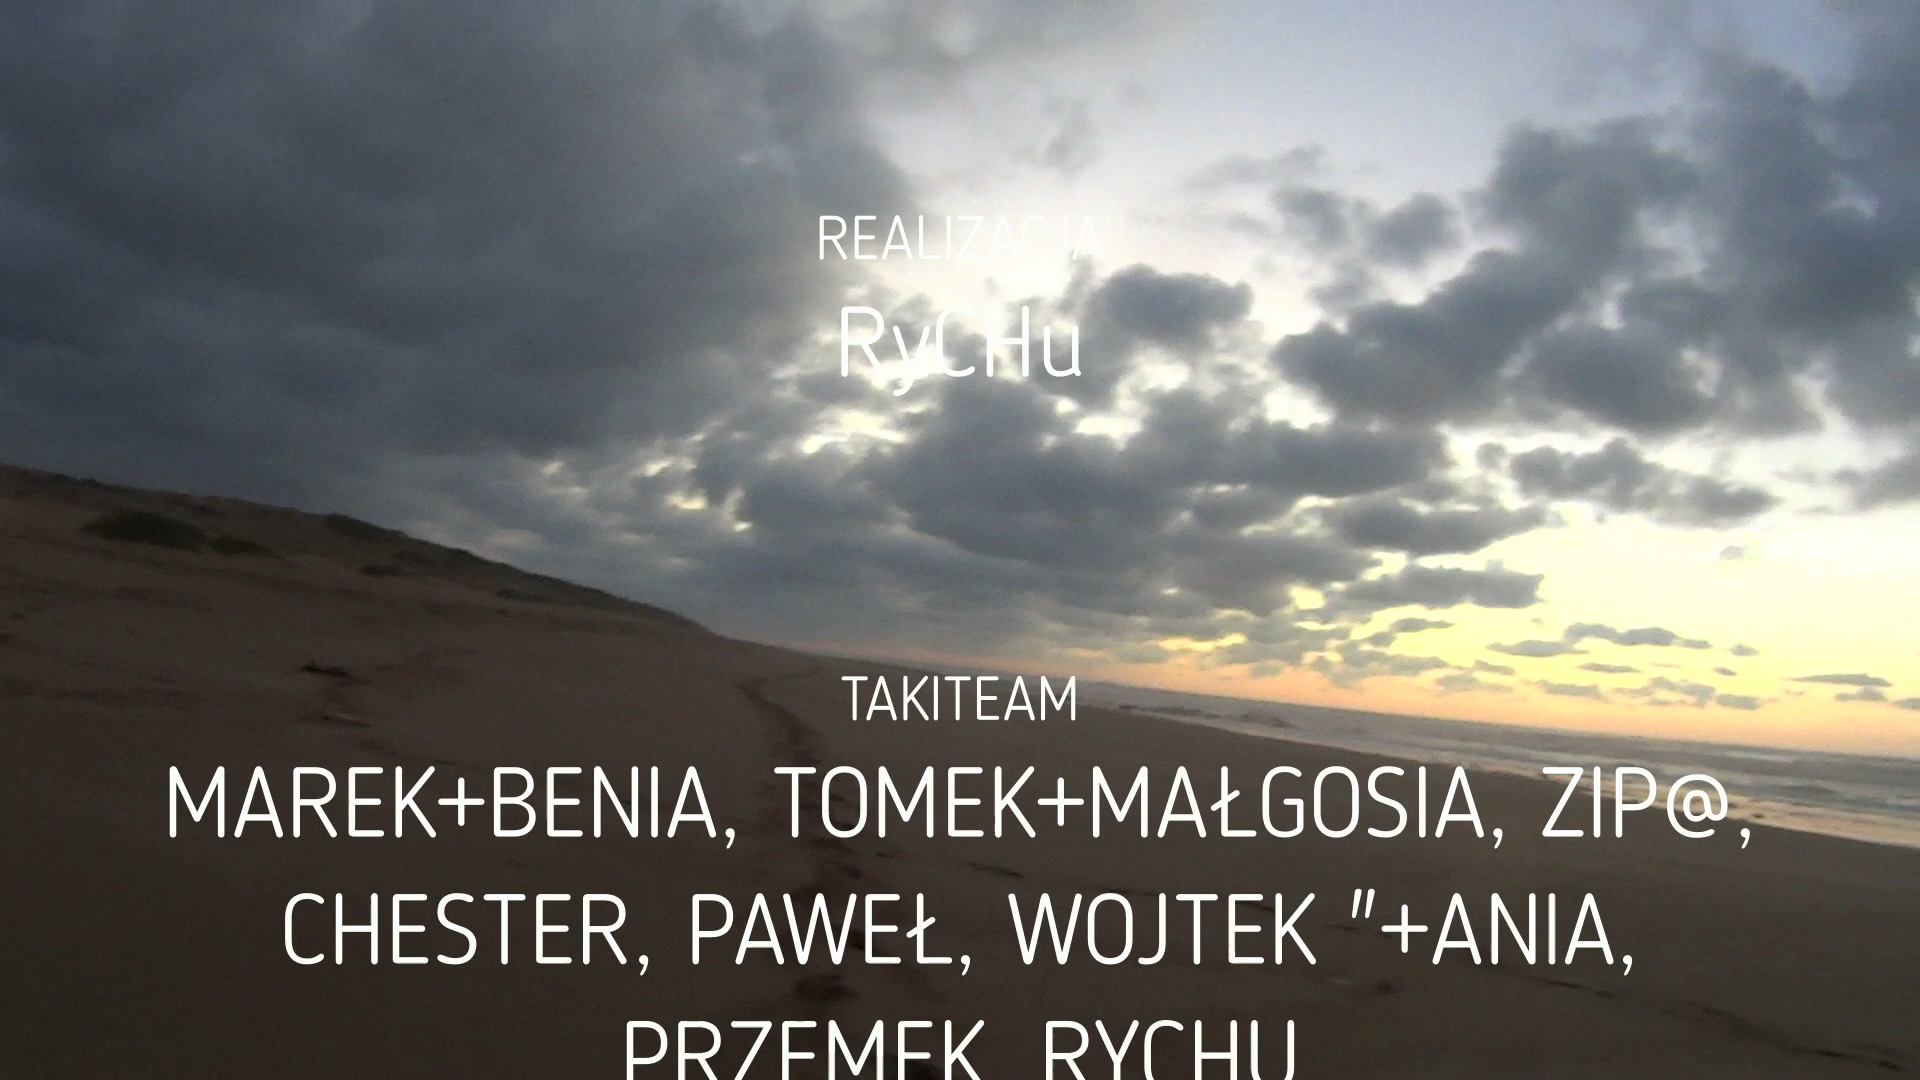 REALIZACJA
RyCHu
TAKITEAM
MAREK+BENIA, TOMEK+MAŁGOSIA, ZIP@,
CHESTER, PAWEŁ, WOJTEK "+ANIA,
PRZEMEK, RYCHU